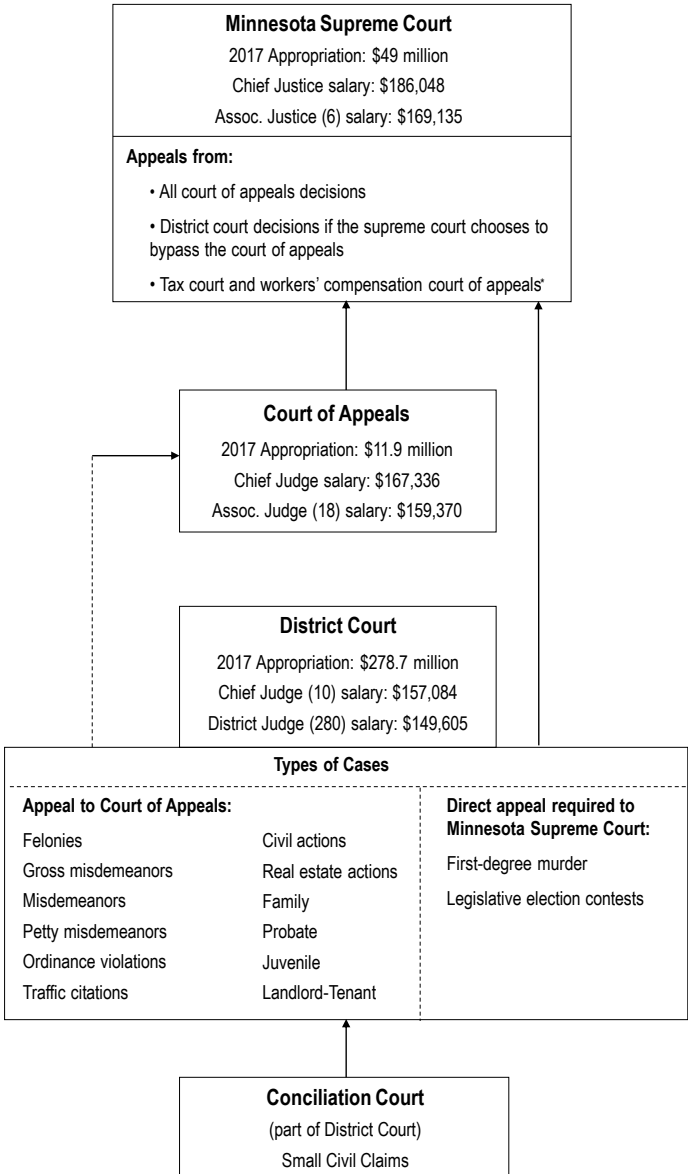 Minnesota Supreme Court
2017 Appropriation: $49 million
Chief Justice salary: $186,048
Assoc. Justice (6) salary: $169,135
Appeals from:
• All court of appeals decisions
• District court decisions if the supreme court chooses to
bypass the court of appeals
• Tax court and workers' compensation court of appeals*
Court of Appeals
2017 Appropriation: $11.9 million
Chief Judge salary: $167,336
Assoc. Judge (18) salary: $159,370
District Court
2017 Appropriation: $278.7 million
Chief Judge (10) salary: $157,084
District Judge (280) salary: $149,605
Types of Cases
Appeal to Court of Appeals:
Felonies
Gross misdemeanors
Misdemeanors
Petty misdemeanors
Ordinance violations
Traffic citations
Civil actions
Real estate actions
Family
Probate
Juvenile
Landlord-Tenant
Direct appeal required to
Minnesota Supreme Court:
First-degree murder
Legislative election contests
Conciliation Court
(part of District Court)
Small Civil Claims